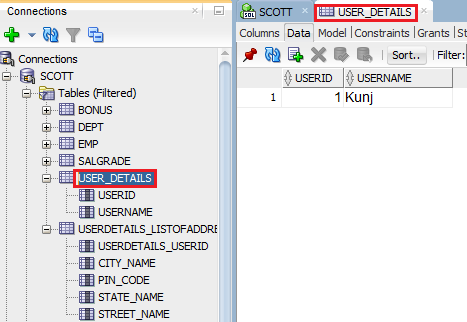 Connections
Connections
SCOTT
Tables (Filtered)
BONUS
DEPT
EMP
SALGRADE
USER_DETAILS
USERID
USERNAME
USERDETAILS_LISTOFADDRE
USERDETAILS_USERID
CITY_NAME
PIN_CODE
STATE_NAME
STREET_NAME
SCOTT
USER_DETAILS
Columns Data Model Constraints Grants St
Sort.. Filter:
USERID USERNAME
1 1 Kunj